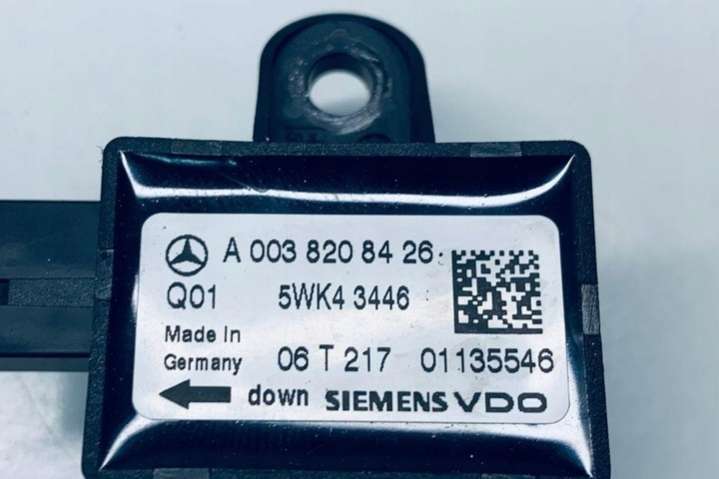 A 003 820 84 26
Q01 5WK4 3446
Made In
Germany 06 T 217 01135546
down SIEMENS VDO